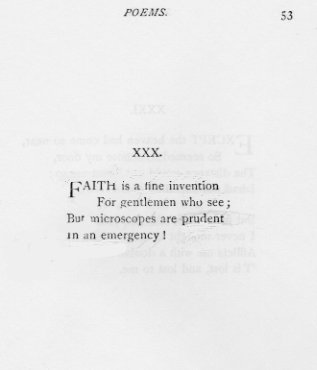 POEMS.
53
XXX.
FAITH is a fine invention
For gentlemen who see;
But microscopes are prudent
In an emergency!